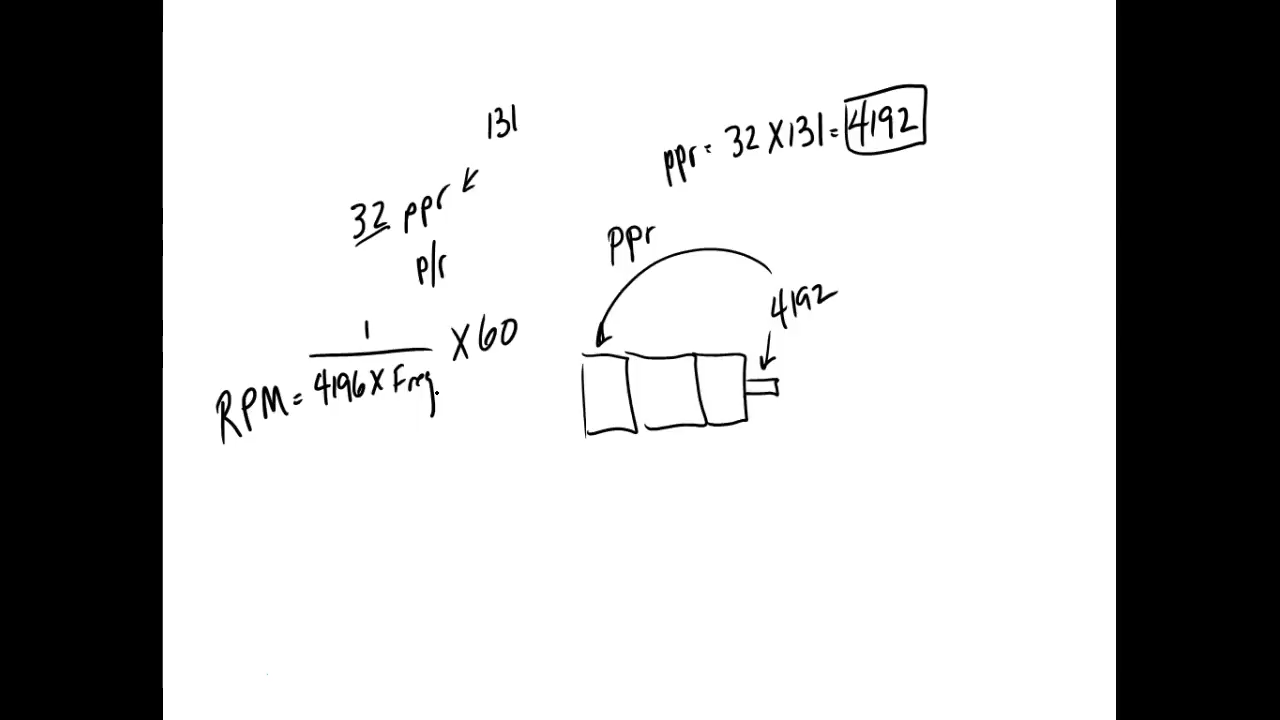 131
32 ppr
p/r
RPM = 1 / 4196 X Freq. X 60
ppr = 32 X 131 = 4192
ppr
4192